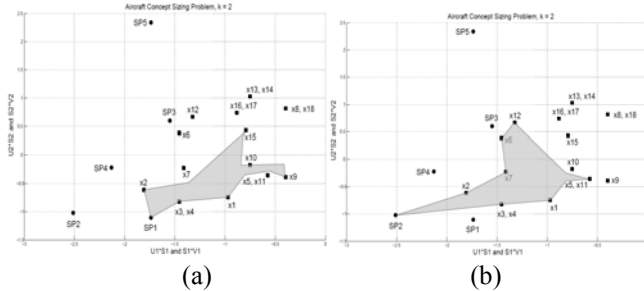 Aircraft Concept Sizing Problem, k = 2
SP5
x13, x14
SP3
x12
x16, x17
x8, x18
x6
x15
SP4
x7
x10
x2
x5, x11
x9
x3, x4
x1
SP2
SP1
U2*S2 and S2*V2
U1*S1 and S1*V1
(a)
Aircraft Concept Sizing Problem, k = 2
SP5
x13, x14
x12
x16, x17
SP3
x8, x18
x6
x15
SP4
x7
x10
x2
x5, x11
x9
x3, x4
x1
SP2
SP1
U2*S2 and S2*V2
U1*S1 and S1*V1
(b)